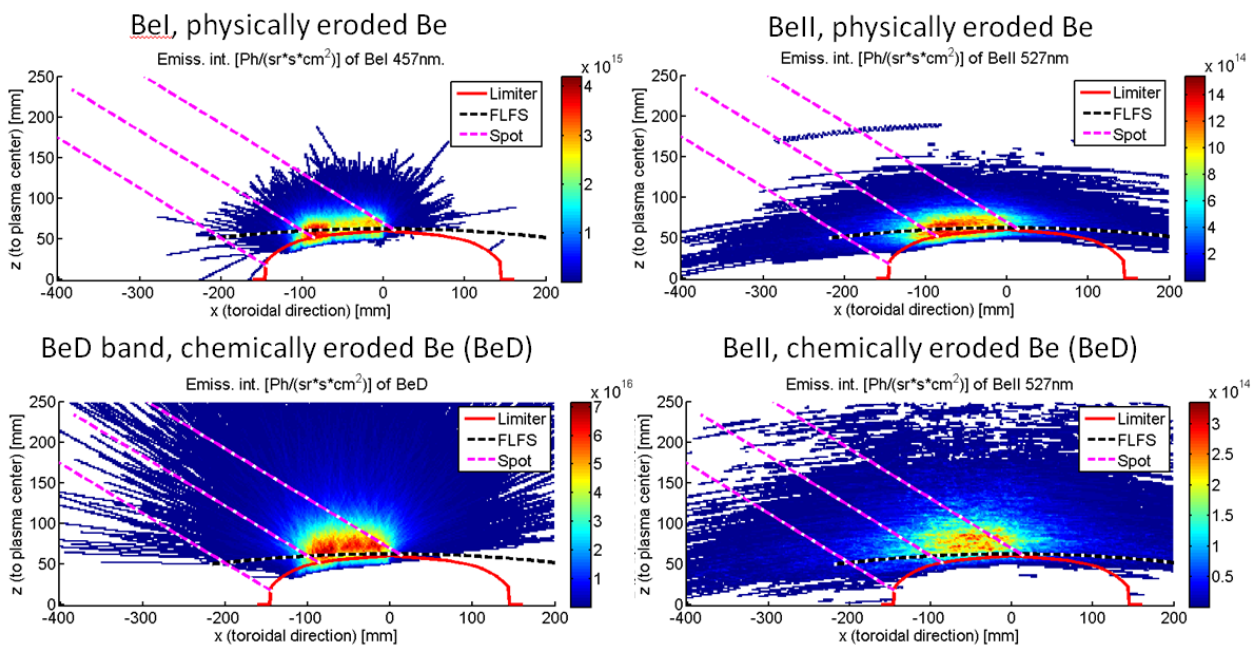 BeI, physically eroded Be
Emiss. int. [Ph/(sr*s*cm²) of BeI 457nm.
x 10¹⁵
250
200
150
100
50
0
z (to plasma center) [mm]
-400
-300
-200
-100
0
100
200
x (toroidal direction) [mm]
Limiter
FLFS
Spot
4
3
2
1
BeII, physically eroded Be
Emiss. int. [Ph/(sr*s*cm²)] of BeII 527nm
x 10¹⁴
250
200
150
100
50
0
z (to plasma center) [mm]
-400
-300
-200
-100
0
100
200
x (toroidal direction) [mm]
Limiter
FLFS
Spot
14
12
10
8
6
4
2
BeD band, chemically eroded Be (BeD)
Emiss. int. [Ph/(sr*s*cm²)] of BeD
x 10¹⁶
250
200
150
100
50
0
z (to plasma center) [mm]
-400
-300
-200
-100
0
100
200
x (toroidal direction) [mm]
Limiter
FLFS
Spot
7
6
5
4
3
2
1
BeII, chemically eroded Be (BeD)
Emiss. int. [Ph/(sr*s*cm²)] of BeII 527nm
x 10¹⁴
250
200
150
100
50
0
z (to plasma center) [mm]
-400
-300
-200
-100
0
100
200
x (toroidal direction) [mm]
Limiter
FLFS
Spot
3
2.5
2
1.5
1
0.5